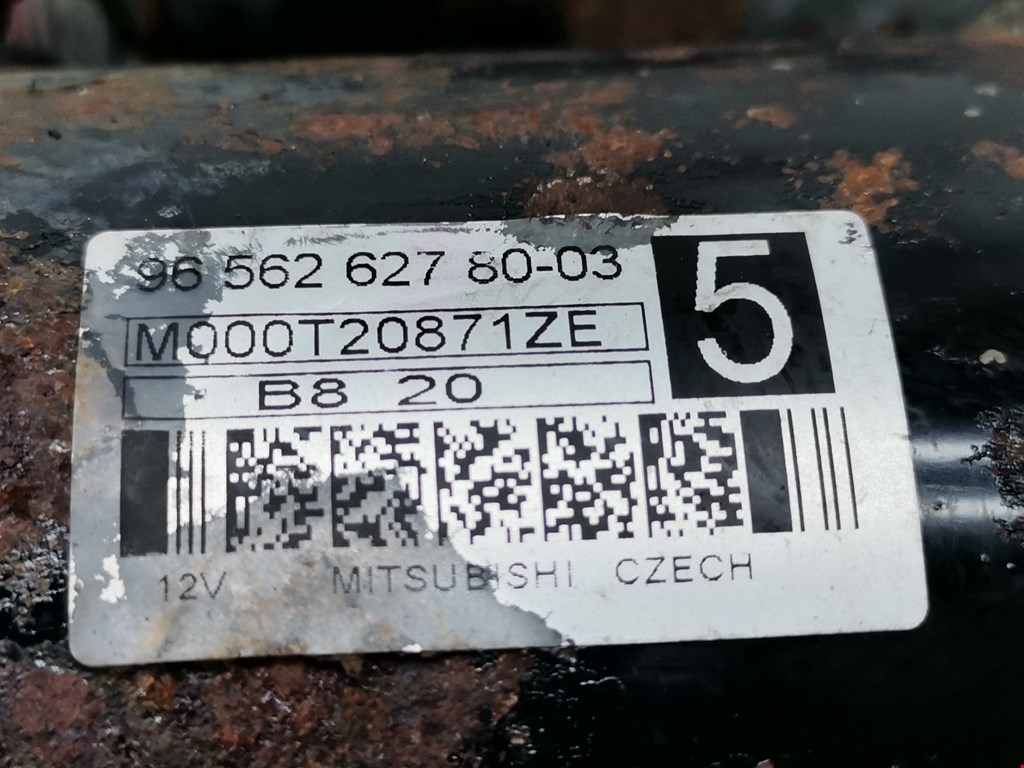 96 562 627 80-03
5
M000T20871ZE
B8 20
12V MITSUBISHI CZECH